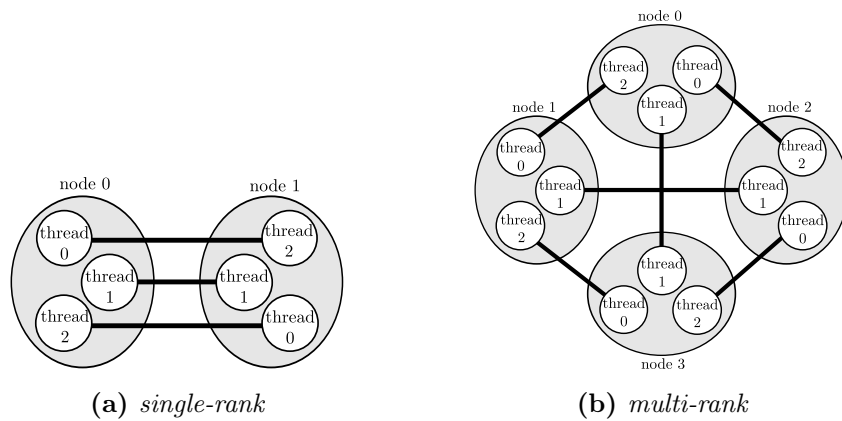 node 0
node 1
thread
0
thread
2
thread
1
thread
1
thread
2
thread
0
(a) single-rank
node 0
thread
2
thread
0
thread
1
node 1
node 2
thread
0
thread
2
thread
1
thread
1
thread
2
thread
0
thread
1
thread
0
thread
2
node 3
(b) multi-rank